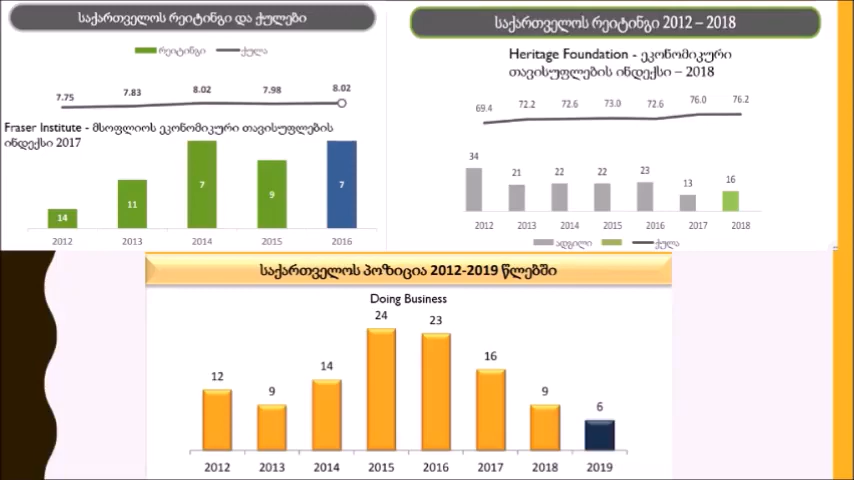 საქართველოს რეიტინგი და ქულები
რეიტინგი ქულა
7.75 7.83 8.02 7.98 8.02
Fraser Institute - მსოფლიოს ეკონომიკური თავისუფლების
ინდექსი 2017
14 11 7 9 7
2012 2013 2014 2015 2016
საქართველოს რეიტინგი 2012 – 2018
Heritage Foundation - ეკონომიკური
თავისუფლების ინდექსი – 2018
69.4 72.2 72.6 73.0 72.6 76.0 76.2
34 21 22 22 23 13 16
2012 2013 2014 2015 2016 2017 2018
ადგილი ქულა
საქართველოს პოზიცია 2012-2019 წლებში
Doing Business
12 9 14 24 23 16 9 6
2012 2013 2014 2015 2016 2017 2018 2019